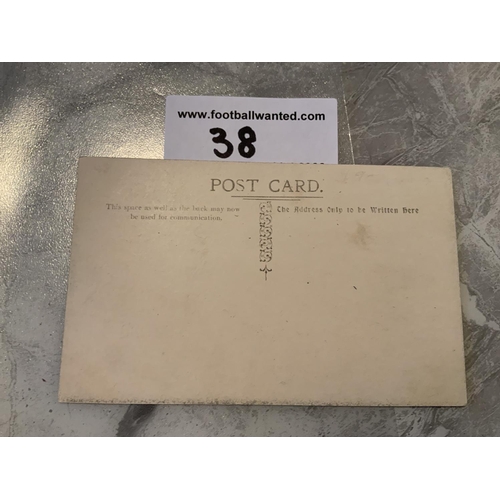 www.footballwanted.com
38
POST CARD.
This space as well as the back may now
be used for communication.
The Address Only to be Written Here